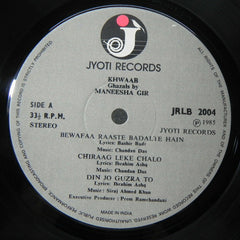 JYOTI RECORDS
KHWAAB
Ghazals by
MANEESHA GIR
SIDE A
33⅓ R.P.M.
STEREO
JRLB 2004
Ⓟ 1985
JYOTI RECORDS
BEWAFAA RAASTE BADALTE HAIN
Lyrics: Bashir Badr
Music: Chandan Das
CHIRAAG LEKE CHALO
Lyrics: Ibrahim Ashq
Music: Chandan Das
DIN JO GUZRA TO
Lyrics: Ibrahim Ashq
Music: Siraj Ahmed Khan
Executive Producer : Prem Ramchandani
MADE IN INDIA